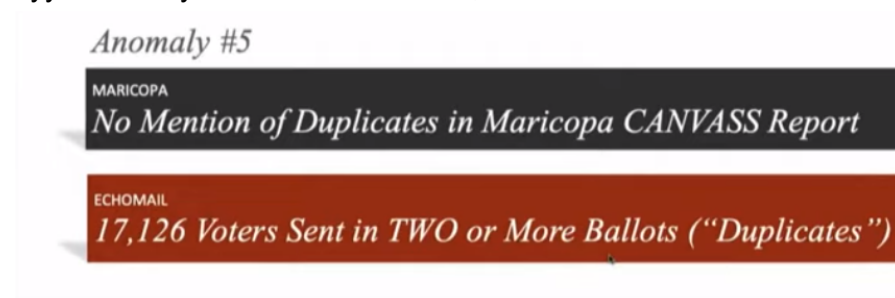 Anomaly #5
MARICOPA
No Mention of Duplicates in Maricopa CANVASS Report
ECHOMAIL
17,126 Voters Sent in TWO or More Ballots (“Duplicates”)